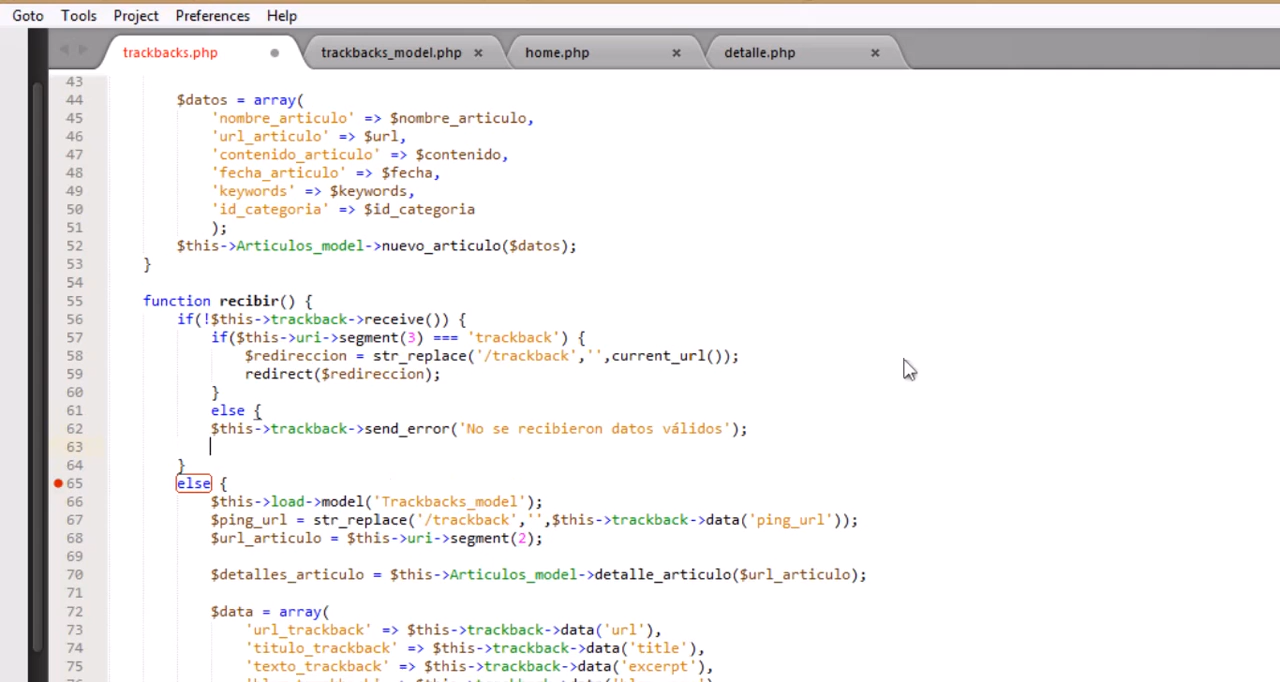 Goto Tools Project Preferences Help
trackbacks.php trackbacks_model.php × home.php × detalle.php ×
43
44 $datos = array(
45 'nombre_articulo' => $nombre_articulo,
46 'url_articulo' => $url,
47 'contenido_articulo' => $contenido,
48 'fecha_articulo' => $fecha,
49 'keywords' => $keywords,
50 'id_categoria' => $id_categoria
51 );
52 $this->Articulos_model->nuevo_articulo($datos);
53 }
54
55 function recibir() {
56 if(!$this->trackback->receive()) {
57 if($this->uri->segment(3) === 'trackback') {
58 $redireccion = str_replace('/trackback','',current_url());
59 redirect($redireccion);
60 }
61 else {
62 $this->trackback->send_error('No se recibieron datos válidos');
63
64 }
65 else {
66 $this->load->model('Trackbacks_model');
67 $ping_url = str_replace('/trackback','',$this->trackback->data('ping_url'));
68 $url_articulo = $this->uri->segment(2);
69
70 $detalles_articulo = $this->Articulos_model->detalle_articulo($url_articulo);
71
72 $data = array(
73 'url_trackback' => $this->trackback->data('url'),
74 'titulo_trackback' => $this->trackback->data('title'),
75 'texto_trackback' => $this->trackback->data('excerpt'),